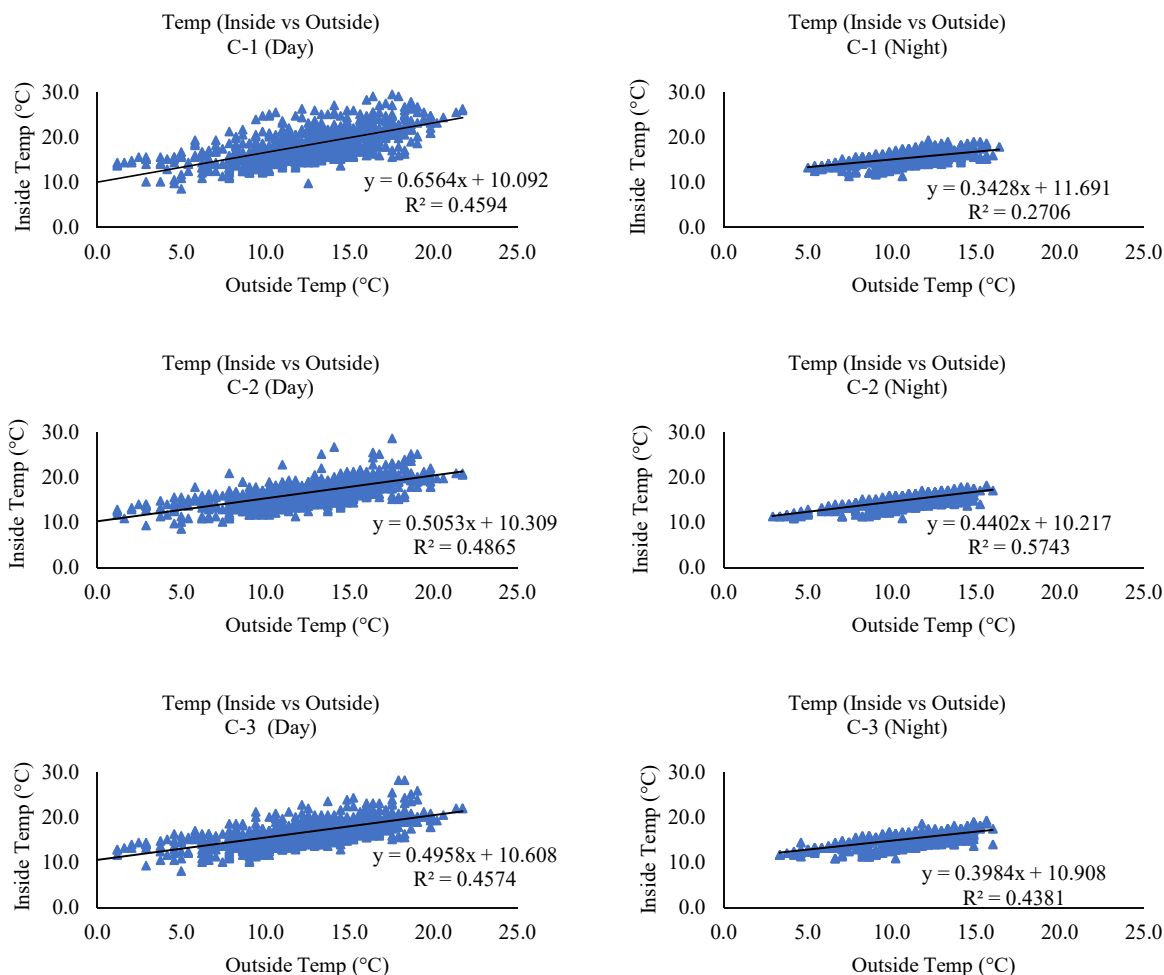 Temp (Inside vs Outside)
C-1 (Day)
Inside Temp (°C)
30.0
20.0
10.0
0.0
y = 0.6564x + 10.092
R² = 0.4594
0.0 5.0 10.0 15.0 20.0 25.0
Outside Temp (°C)
Temp (Inside vs Outside)
C-1 (Night)
IInside Temp (°C)
30.0
20.0
10.0
0.0
y = 0.3428x + 11.691
R² = 0.2706
0.0 5.0 10.0 15.0 20.0 25.0
Outside Temp (°C)
Temp (Inside vs Outside)
C-2 (Day)
Inside Temp (°C)
30.0
20.0
10.0
0.0
y = 0.5053x + 10.309
R² = 0.4865
0.0 5.0 10.0 15.0 20.0 25.0
Outside Temp (°C)
Temp (Inside vs Outside)
C-2 (Night)
Inside Temp (°C)
30.0
20.0
10.0
0.0
y = 0.4402x + 10.217
R² = 0.5743
0.0 5.0 10.0 15.0 20.0 25.0
Outside Temp (°C)
Temp (Inside vs Outside)
C-3 (Day)
Inside Temp (°C)
30.0
20.0
10.0
0.0
y = 0.4958x + 10.608
R² = 0.4574
0.0 5.0 10.0 15.0 20.0 25.0
Outside Temp (°C)
Temp (Inside vs Outside)
C-3 (Night)
Inside Temp (°C)
30.0
20.0
10.0
0.0
y = 0.3984x + 10.908
R² = 0.4381
0.0 5.0 10.0 15.0 20.0 25.0
Outside Temp (°C)